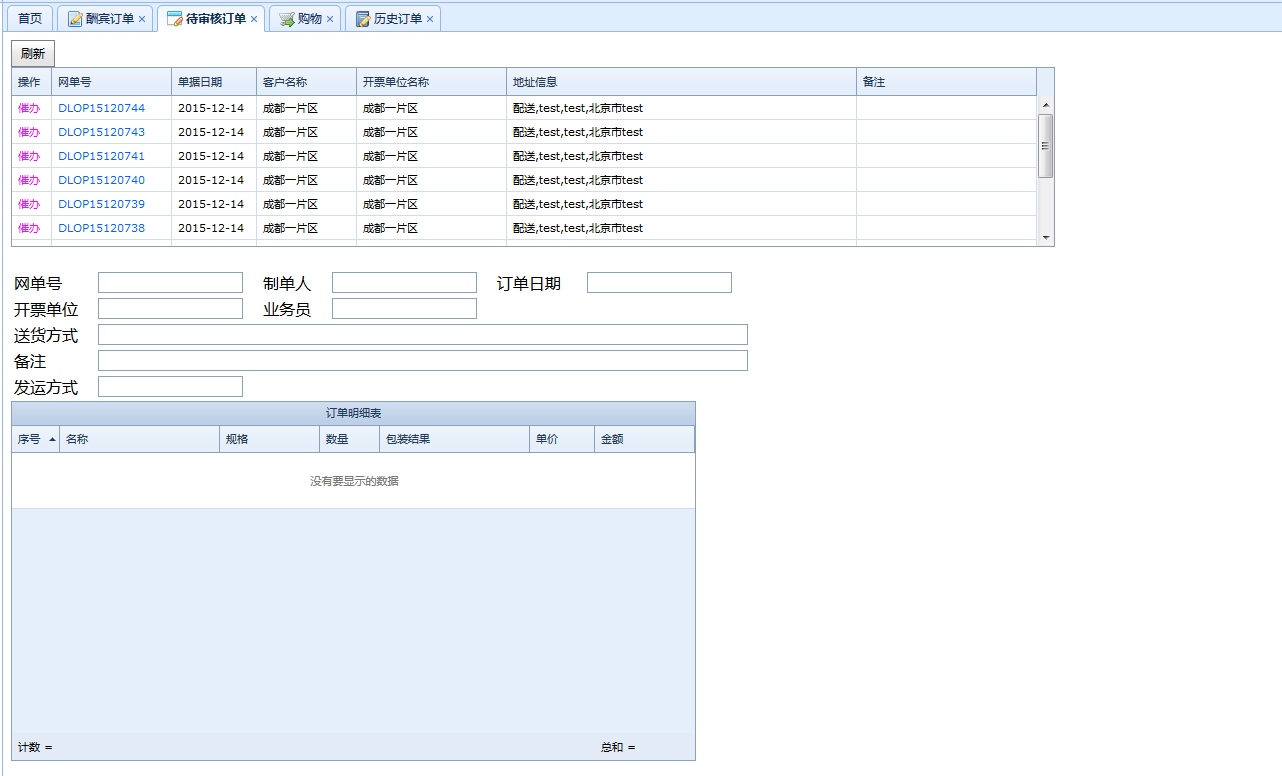 首页 酬宾订单 × 待审核订单 × 购物 × 历史订单 ×
刷新
操作 网单号 单据日期 客户名称 开票单位名称 地址信息 备注
催办 DLOP15120744 2015-12-14 成都一片区 成都一片区 配送,test,test,北京市test
催办 DLOP15120743 2015-12-14 成都一片区 成都一片区 配送,test,test,北京市test
催办 DLOP15120741 2015-12-14 成都一片区 成都一片区 配送,test,test,北京市test
催办 DLOP15120740 2015-12-14 成都一片区 成都一片区 配送,test,test,北京市test
催办 DLOP15120739 2015-12-14 成都一片区 成都一片区 配送,test,test,北京市test
催办 DLOP15120738 2015-12-14 成都一片区 成都一片区 配送,test,test,北京市test
网单号 制单人 订单日期
开票单位 业务员
送货方式
备注
发运方式
订单明细表
序号 名称 规格 数量 包装结果 单价 金额
没有要显示的数据
计数 = 总和 =